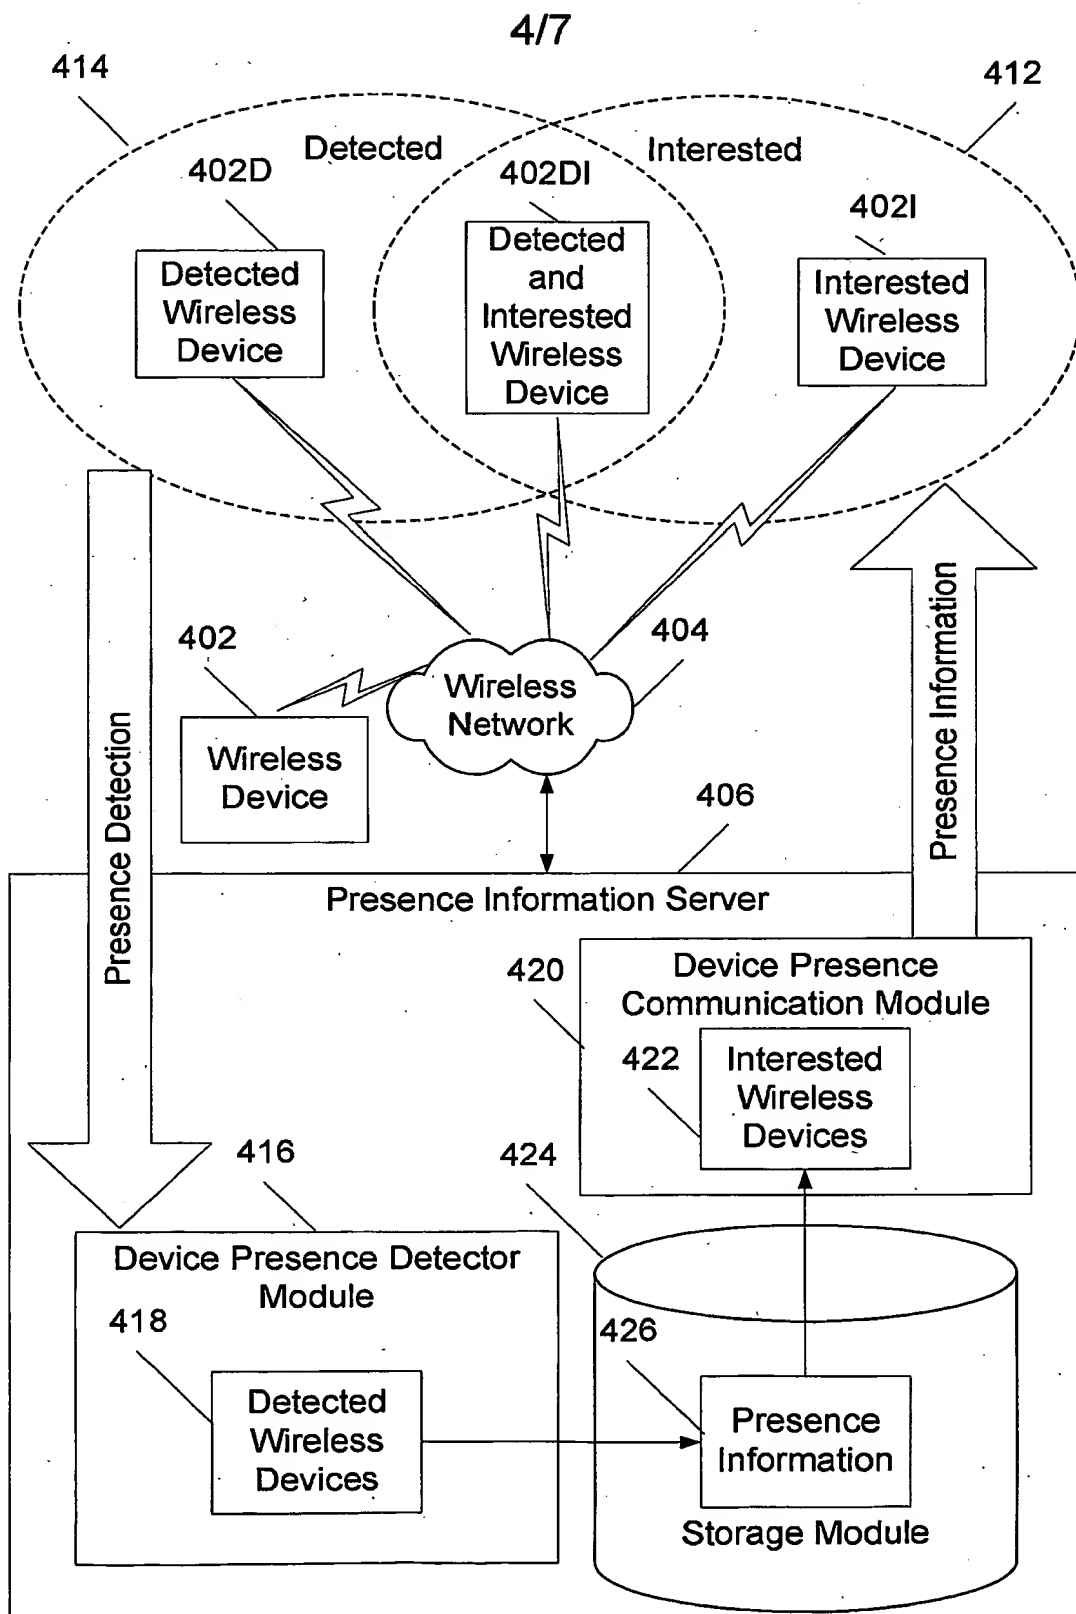 4/7
414
412
Detected
Interested
402D
402DI
402I
Detected
Wireless
Device
Detected
and
Interested
Wireless
Device
Interested
Wireless
Device
402
404
Wireless
Network
Wireless
Device
Presence Detection
Presence Information
406
Presence Information Server
420
Device Presence
Communication Module
422
Interested
Wireless
Devices
416
424
Device Presence Detector
Module
418
426
Detected
Wireless
Devices
Presence
Information
Storage Module